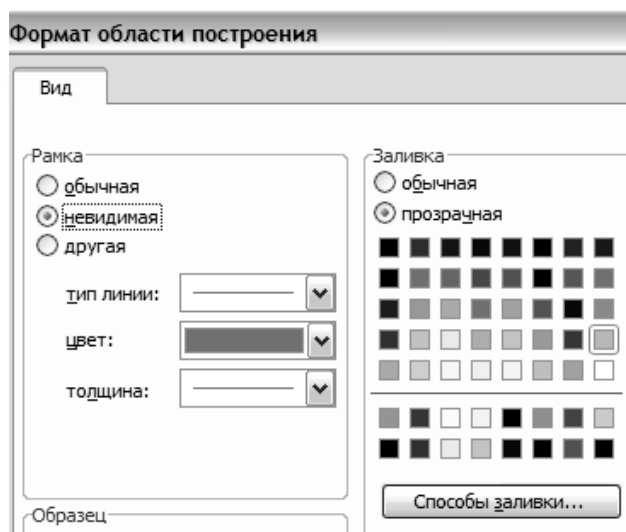 Формат области построения
Вид
Рамка
обычная
невидимая
другая
тип линии:
цвет:
толщина:
Заливка
обычная
прозрачная
Способы заливки...
Образец